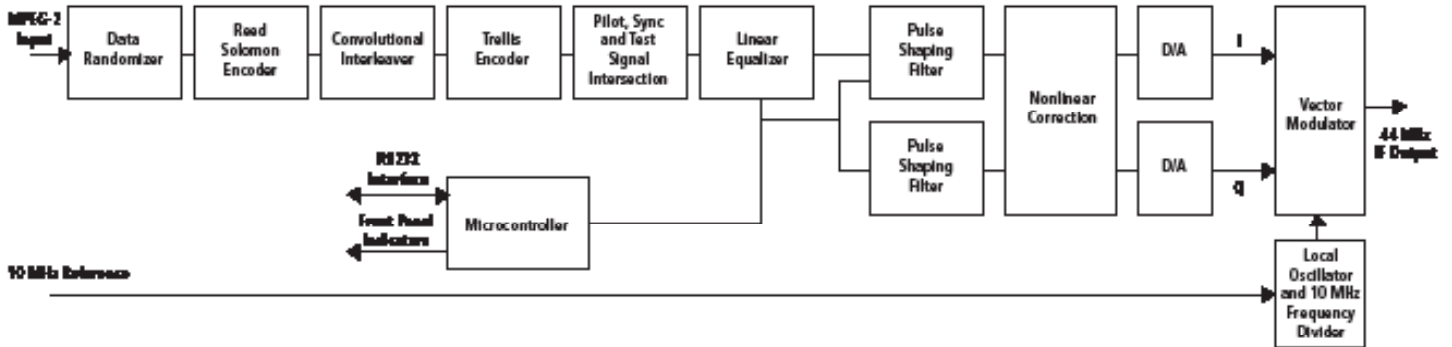 MPEG-2
Input
Data
Randomizer
Reed
Solomon
Encoder
Convolutional
Interleaver
Trellis
Encoder
Pilot, Sync
and Test
Signal
Intersection
Linear
Equalizer
Pulse
Shaping
Filter
Pulse
Shaping
Filter
Nonlinear
Correction
D/A
D/A
I
q
Vector
Modulator
44 MHz
IF Output
RS232
Interface
Front Panel
Indicators
Microcontroller
10 MHz Reference
Local
Oscillator
and 10 MHz
Frequency
Divider